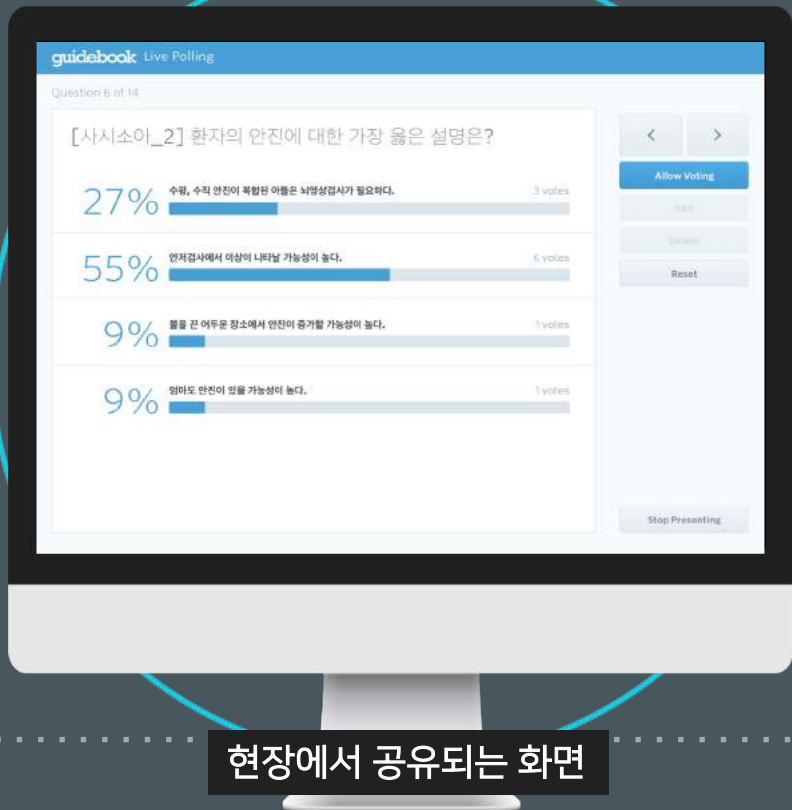 guidebook Live Polling
Question 6 of 14
[사시소아_2] 환자의 안진에 대한 가장 옳은 설명은?
< >
Allow Voting
Edit
Delete
Reset
27% 수평, 수직 안진이 복합된 아들은 뇌영상검사가 필요하다. 3 votes
55% 안저검사에서 이상이 나타날 가능성이 높다. 6 votes
9% 불을 끈 어두운 장소에서 안진이 증가할 가능성이 높다. 1 votes
9% 엄마도 안진이 있을 가능성이 높다. 1 votes
Stop Presenting
현장에서 공유되는 화면